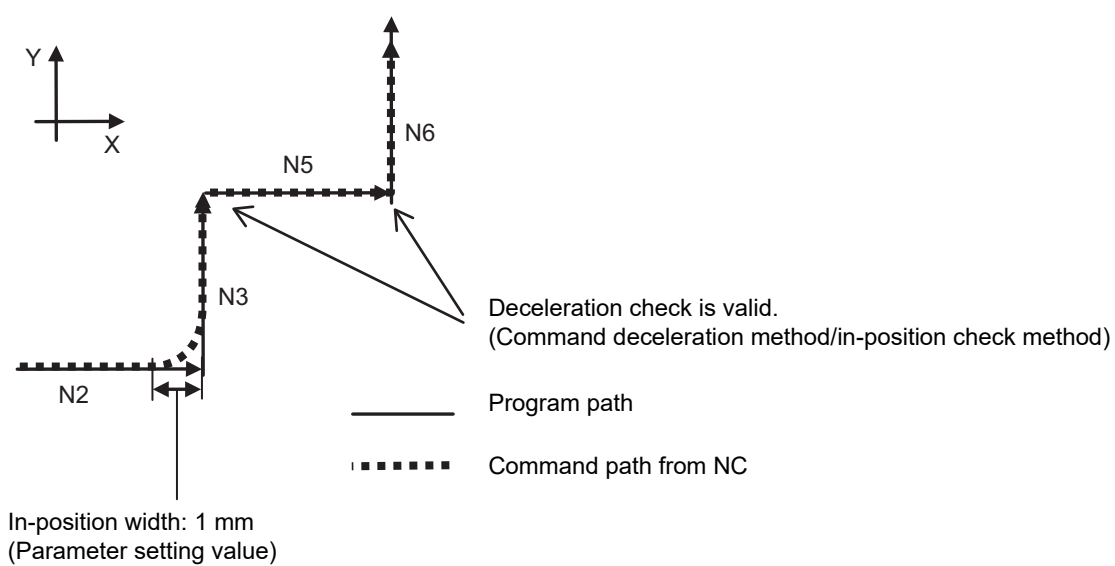 Y
X
N6
N5
N3
Deceleration check is valid.
(Command deceleration method/in-position check method)
N2
Program path
Command path from NC
In-position width: 1 mm
(Parameter setting value)